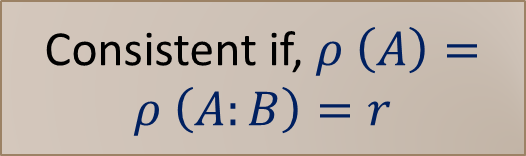 Consistent if, ρ (A) =
ρ (A: B) = r